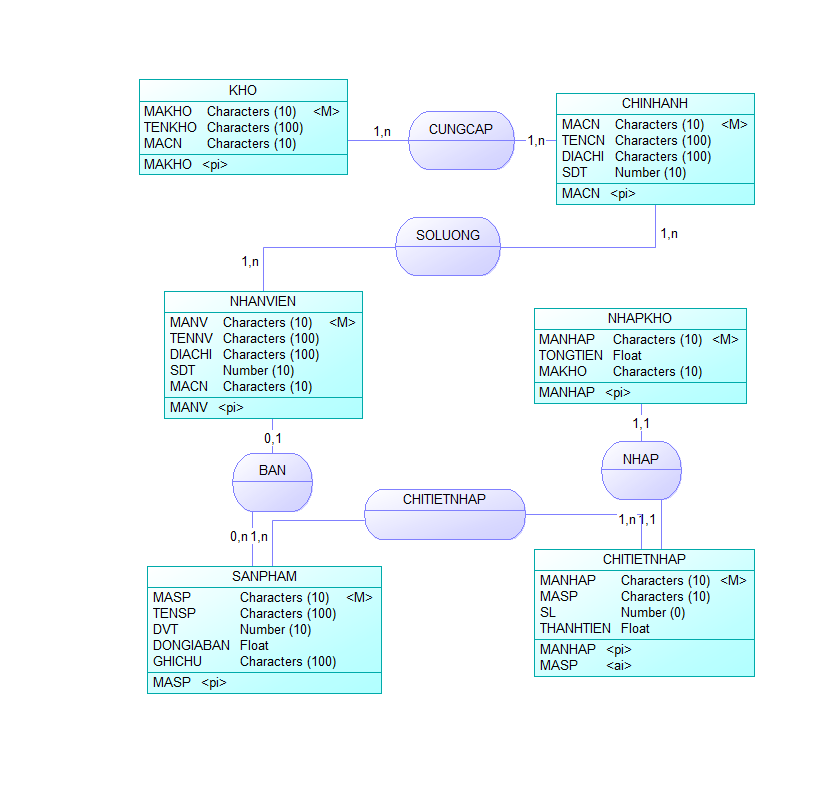 KHO
MAKHO Characters (10) <M>
TENKHO Characters (100)
MACN Characters (10)
MAKHO <pi>
1,n
CUNGCAP
1,n
CHINHANH
MACN Characters (10) <M>
TENCN Characters (100)
DIACHI Characters (100)
SDT Number (10)
MACN <pi>
1,n
SOLUONG
1,n
NHANVIEN
MANV Characters (10) <M>
TENNV Characters (100)
DIACHI Characters (100)
SDT Number (10)
MACN Characters (10)
MANV <pi>
NHAPKHO
MANHAP Characters (10) <M>
TONGTIEN Float
MAKHO Characters (10)
MANHAP <pi>
0,1
BAN
0,n
1,1
NHAP
1,1
CHITIETNHAP
1,n
1,n
SANPHAM
MASP Characters (10) <M>
TENSP Characters (100)
DVT Number (10)
DONGIABAN Float
GHICHU Characters (100)
MASP <pi>
CHITIETNHAP
MANHAP Characters (10) <M>
MASP Characters (10)
SL Number (0)
THANHTIEN Float
MANHAP <pi>
MASP <ai>